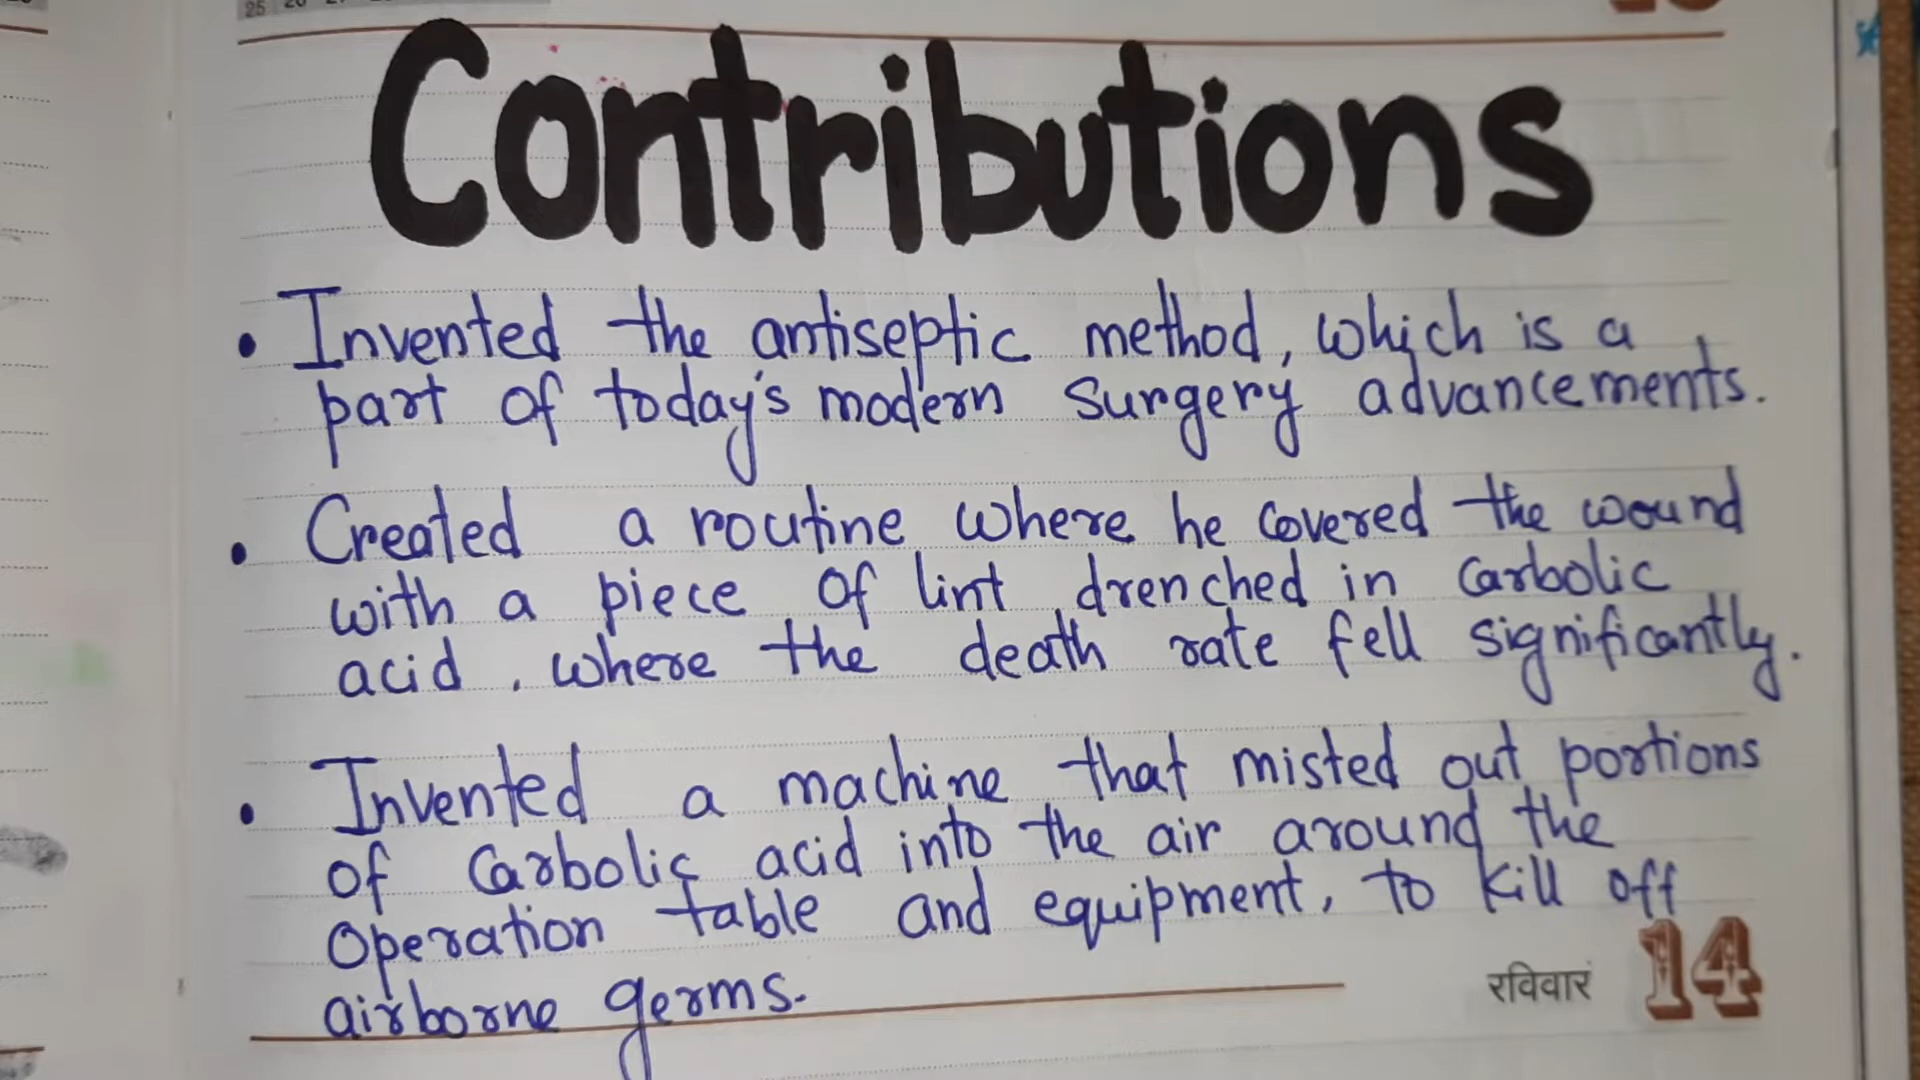 Contributions
• Invented the antiseptic method, which is a
part of today's modern surgery advancements.
• Created a routine where he covered the wound
with a piece of lint drenched in carbolic
acid, where the death rate fell significantly.
• Invented a machine that misted out portions
of carbolic acid into the air around the
operation table and equipment, to kill off
airborne germs.
रविवार 14